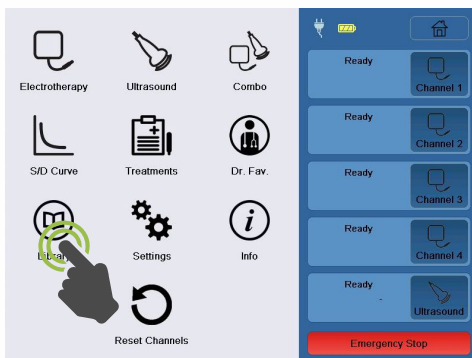 Electrotherapy
Ultrasound
Combo
S/D Curve
Treatments
Dr. Fav.
Library
Settings
Info
Reset Channels
Ready
Channel 1
Ready
Channel 2
Ready
Channel 3
Ready
Channel 4
Ready
-
Ultrasound
Emergency Stop